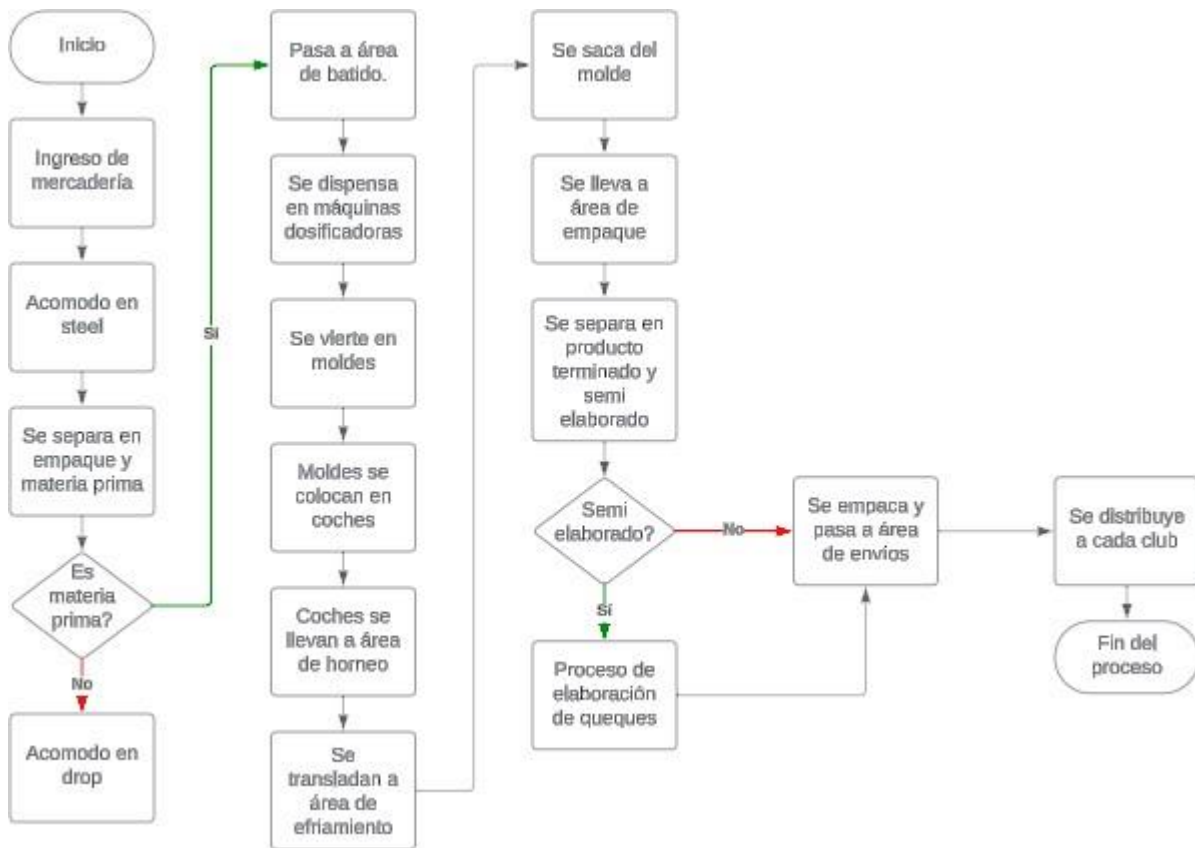 Inicio
Ingreso de
mercadería
Acomodo en
steel
Se separa en
empaque y
materia prima
Es
materia
prima?
No
Acomodo en
drop
Sí
Pasa a área
de batido.
Se dispensa
en máquinas
dosificadoras
Se vierte en
moldes
Moldes se
colocan en
coches
Coches se
llevan a área
de horneo
Se
transladan a
área de
efriamiento
Se saca del
molde
Se lleva a
área de
empaque
Se separa en
producto
terminado y
semi
elaborado
Semi
elaborado?
No
Sí
Proceso de
elaboración
de queques
Se empaca y
pasa a área
de envíos
Se distribuye
a cada club
Fin del
proceso